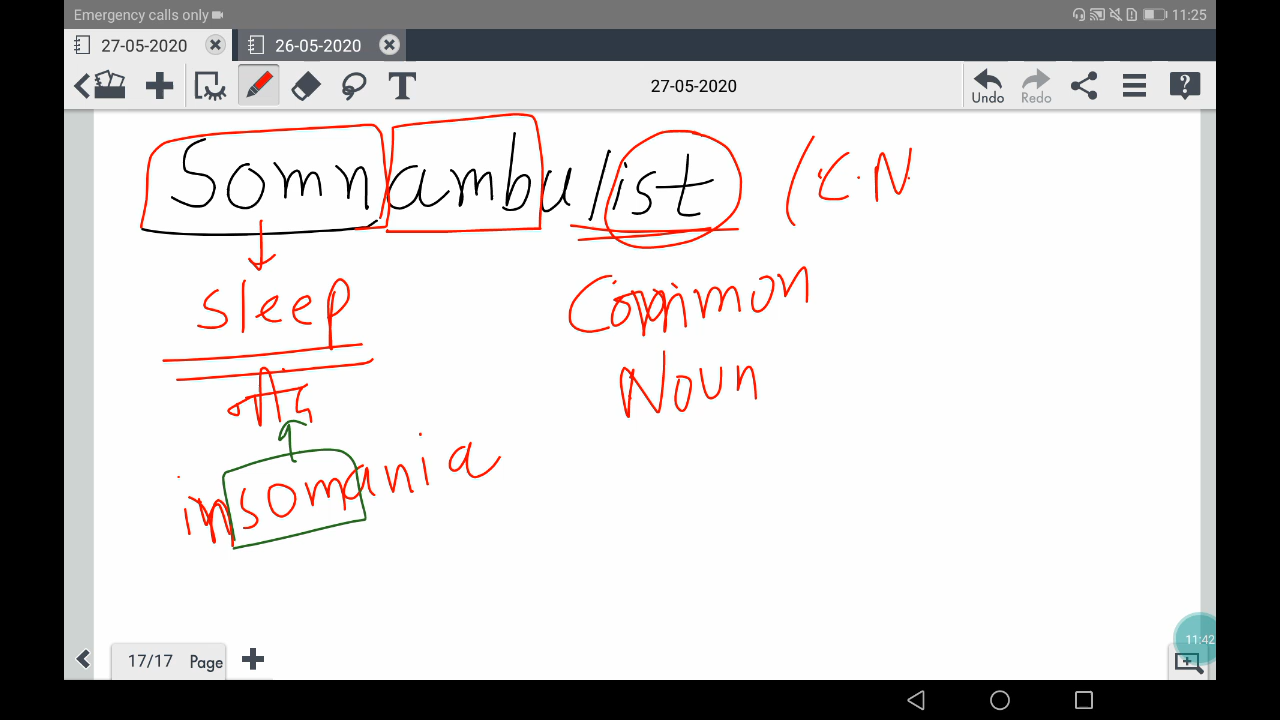 Emergency calls only
11:25
27-05-2020
26-05-2020
27-05-2020
Undo
Redo
Somnambulist (C.N
sleep
Common
Noun
insomania
11:42
17/17 Page